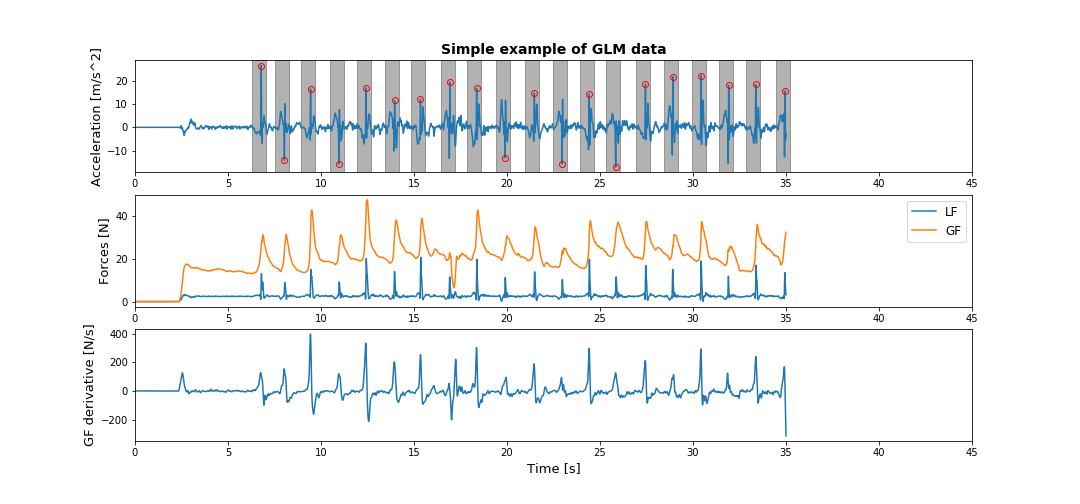 Simple example of GLM data
Acceleration [m/s^2]
20
10
0
−10
0 5 10 15 20 25 30 35 40 45
Forces [N]
40
20
0
LF
GF
0 5 10 15 20 25 30 35 40 45
GF derivative [N/s]
400
200
0
−200
0 5 10 15 20 25 30 35 40 45
Time [s]